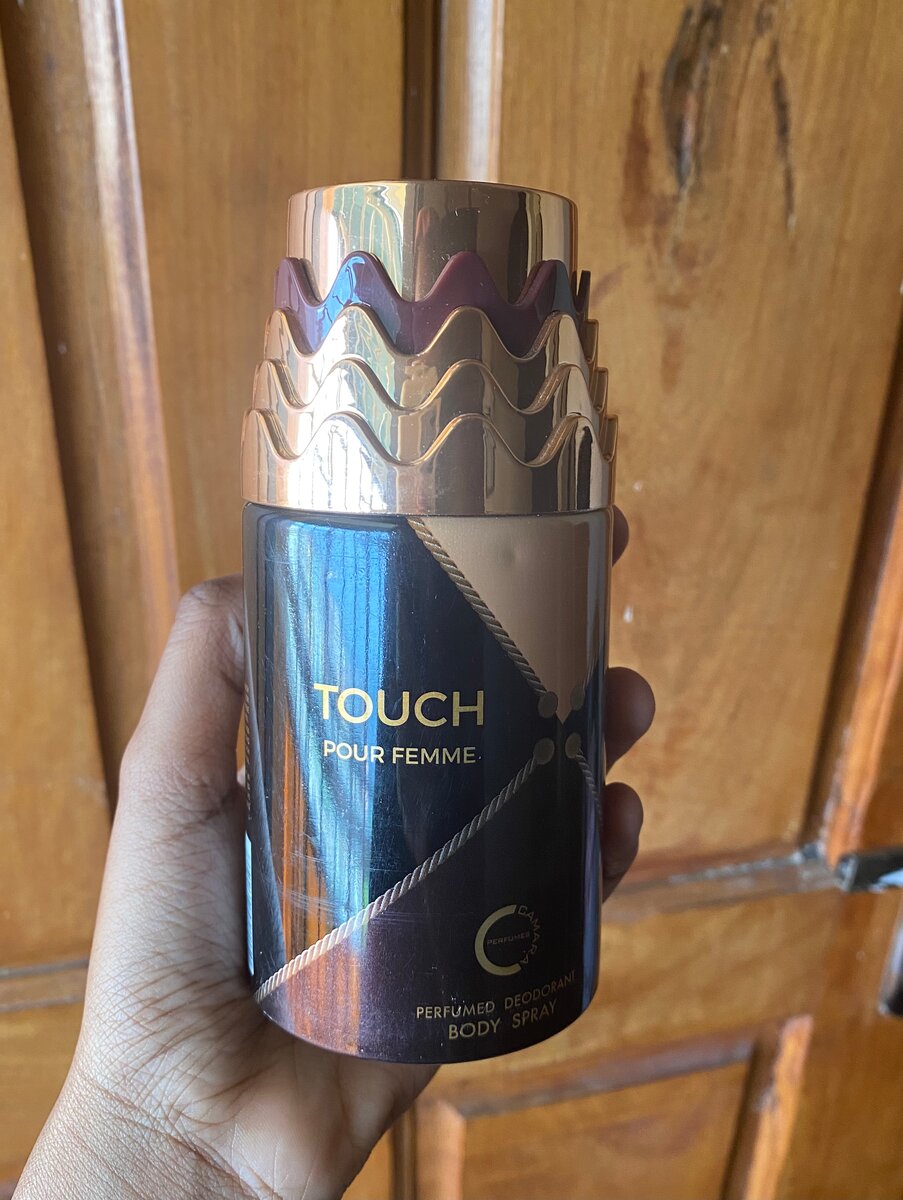 TOUCH
POUR FEMME
CAMARA
PERFUMES
PERFUMED DEODORANT
BODY SPRAY